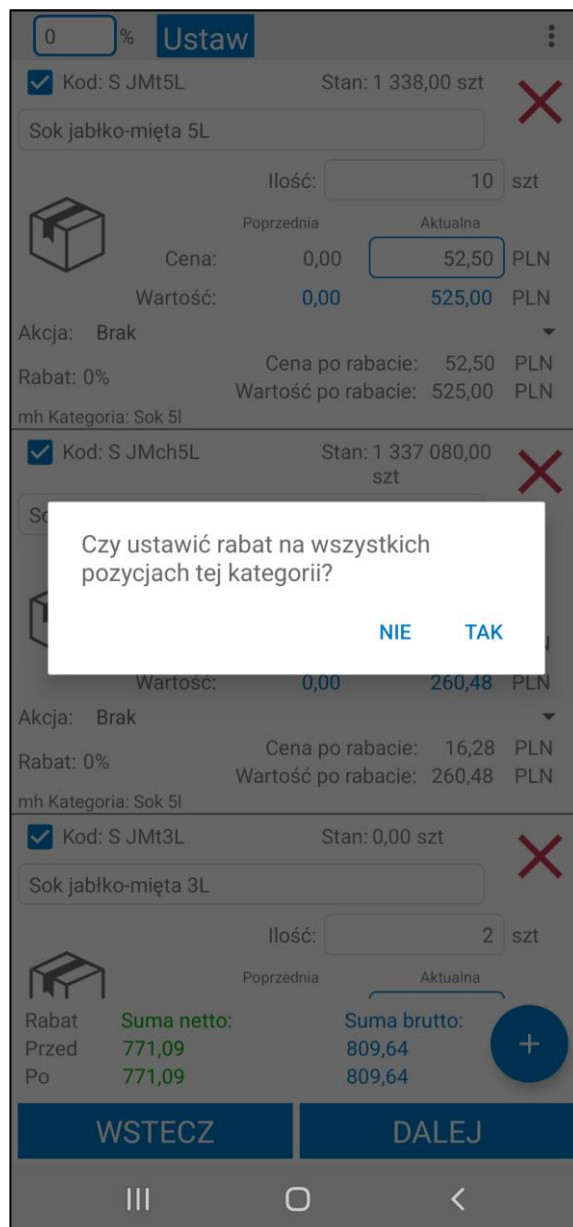 0 % Ustaw
Kod: S JMt5L Stan: 1 338,00 szt
Sok jabłko-mięta 5L
Ilość: 10 szt
Poprzednia Aktualna
Cena: 0,00 52,50 PLN
Wartość: 0,00 525,00 PLN
Akcja: Brak
Rabat: 0% Cena po rabacie: 52,50 PLN
Wartość po rabacie: 525,00 PLN
mh Kategoria: Sok 5l
Kod: S JMch5L Stan: 1 337 080,00
szt
Czy ustawić rabat na wszystkich
pozycjach tej kategorii?
NIE TAK
Wartość: 0,00 260,48 PLN
Akcja: Brak
Rabat: 0% Cena po rabacie: 16,28 PLN
Wartość po rabacie: 260,48 PLN
mh Kategoria: Sok 5l
Kod: S JMt3L Stan: 0,00 szt
Sok jabłko-mięta 3L
Ilość: 2 szt
Poprzednia Aktualna
Rabat Suma netto: Suma brutto:
Przed 771,09 809,64
Po 771,09 809,64
+
WSTECZ DALEJ